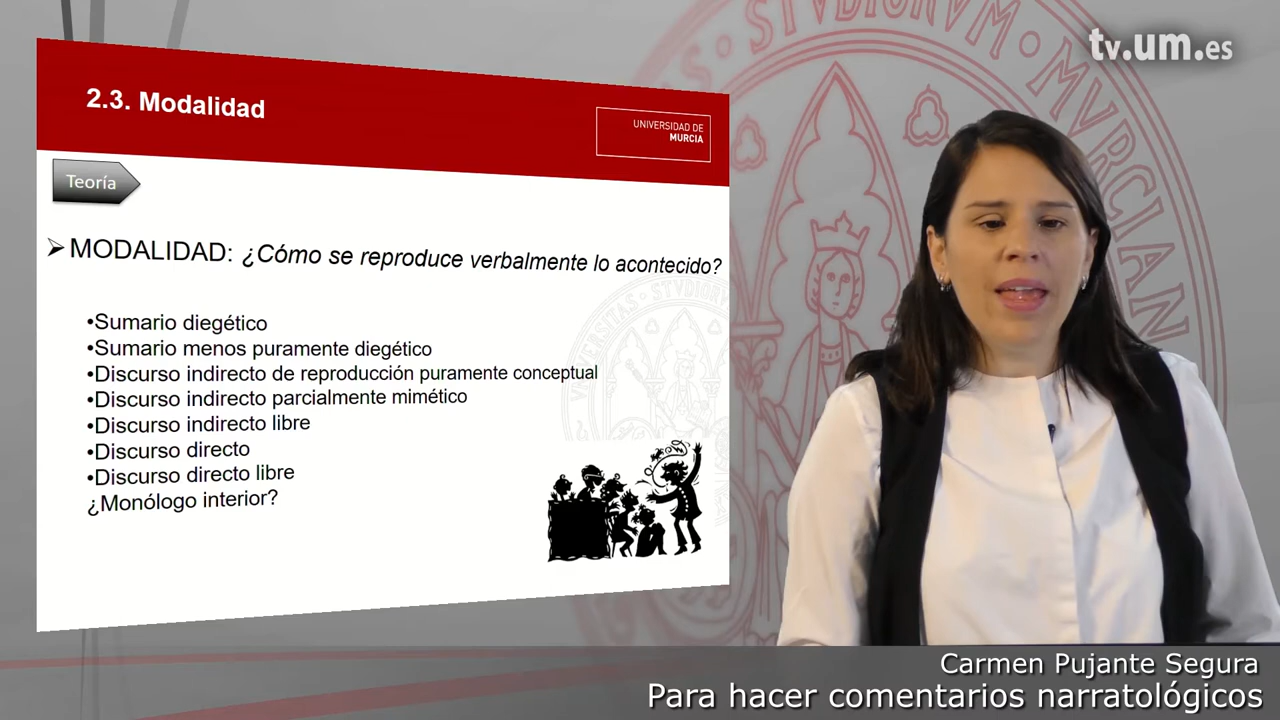 tv.um.es
2.3. Modalidad
UNIVERSIDAD DE
MURCIA
Teoría
MODALIDAD: ¿Cómo se reproduce verbalmente lo acontecido?
•Sumario diegético
•Sumario menos puramente diegético
•Discurso indirecto de reproducción puramente conceptual
•Discurso indirecto parcialmente mimético
•Discurso indirecto libre
•Discurso directo
•Discurso directo libre
¿Monólogo interior?
Carmen Pujante Segura
Para hacer comentarios narratológicos